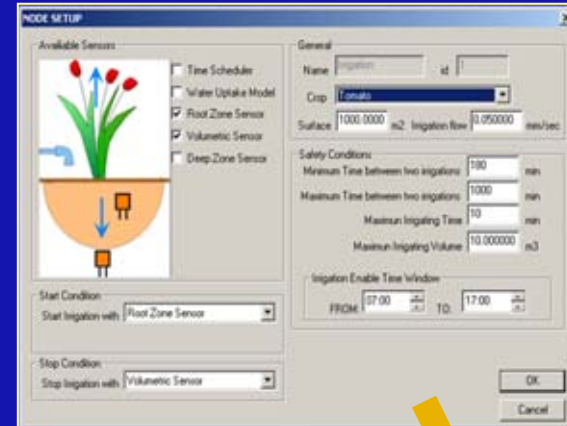 NODE SETUP
Available Sensors
Time Scheduler
Water Uptake Model
Root Zone Sensor
Volumetric Sensor
Deep Zone Sensor
Start Condition
Start Irrigation with Root Zone Sensor
Stop Condition
Stop Irrigation with Volumetric Sensor
General
Name Irrigation id 1
Crop Tomato
Surface 1000.0000 m2 Irrigation flow 0.050000 mm/sec
Safety Conditions
Minimum Time between two irrigations 180 min
Maximum Time between two irrigations 1000 min
Maximun Irrigating Time 10 min
Maximun Irrigating Volume 10.000000 m3
Irrigation Enable Time Window
FROM: 07:00 TO: 17:00
OK
Cancel